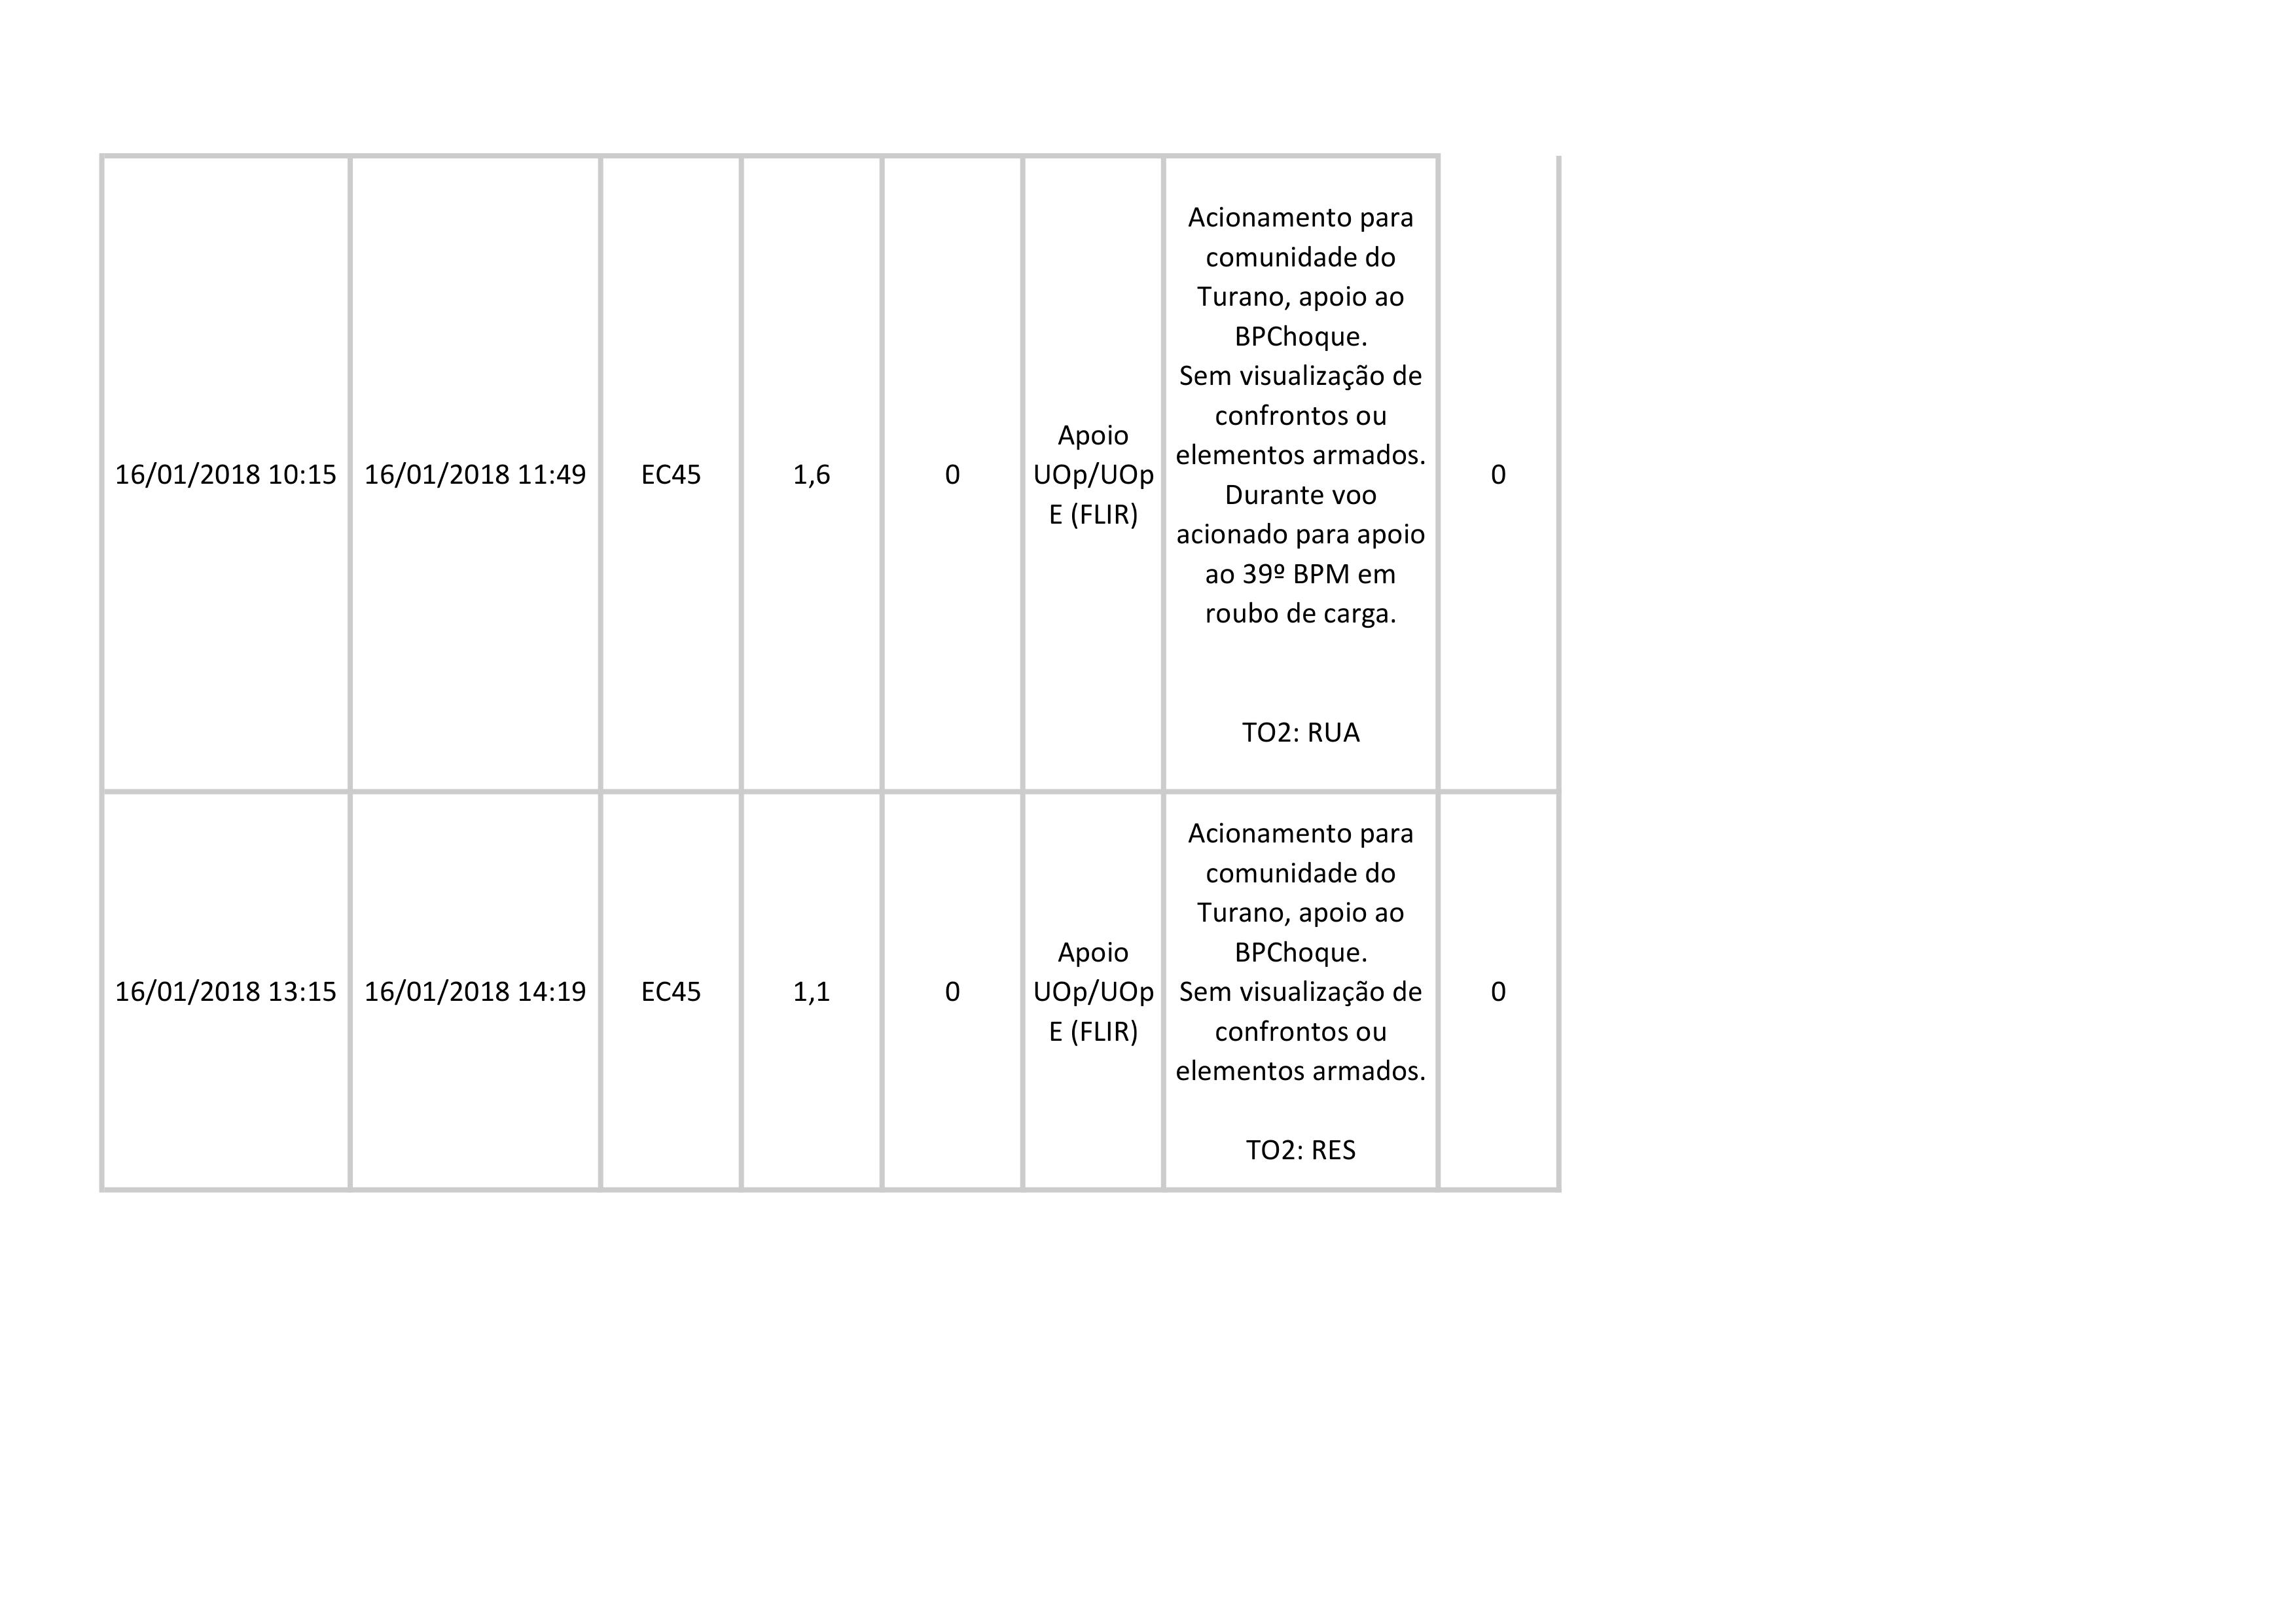 16/01/2018 10:15
16/01/2018 11:49
EC45
1,6
0
Apoio
UOp/UOp
E (FLIR)
Acionamento para
comunidade do
Turano, apoio ao
BPChoque.
Sem visualização de
confrontos ou
elementos armados.
Durante voo
acionado para apoio
ao 39º BPM em
roubo de carga.
TO2: RUA
0
16/01/2018 13:15
16/01/2018 14:19
EC45
1,1
0
Apoio
UOp/UOp
E (FLIR)
Acionamento para
comunidade do
Turano, apoio ao
BPChoque.
Sem visualização de
confrontos ou
elementos armados.
TO2: RES
0